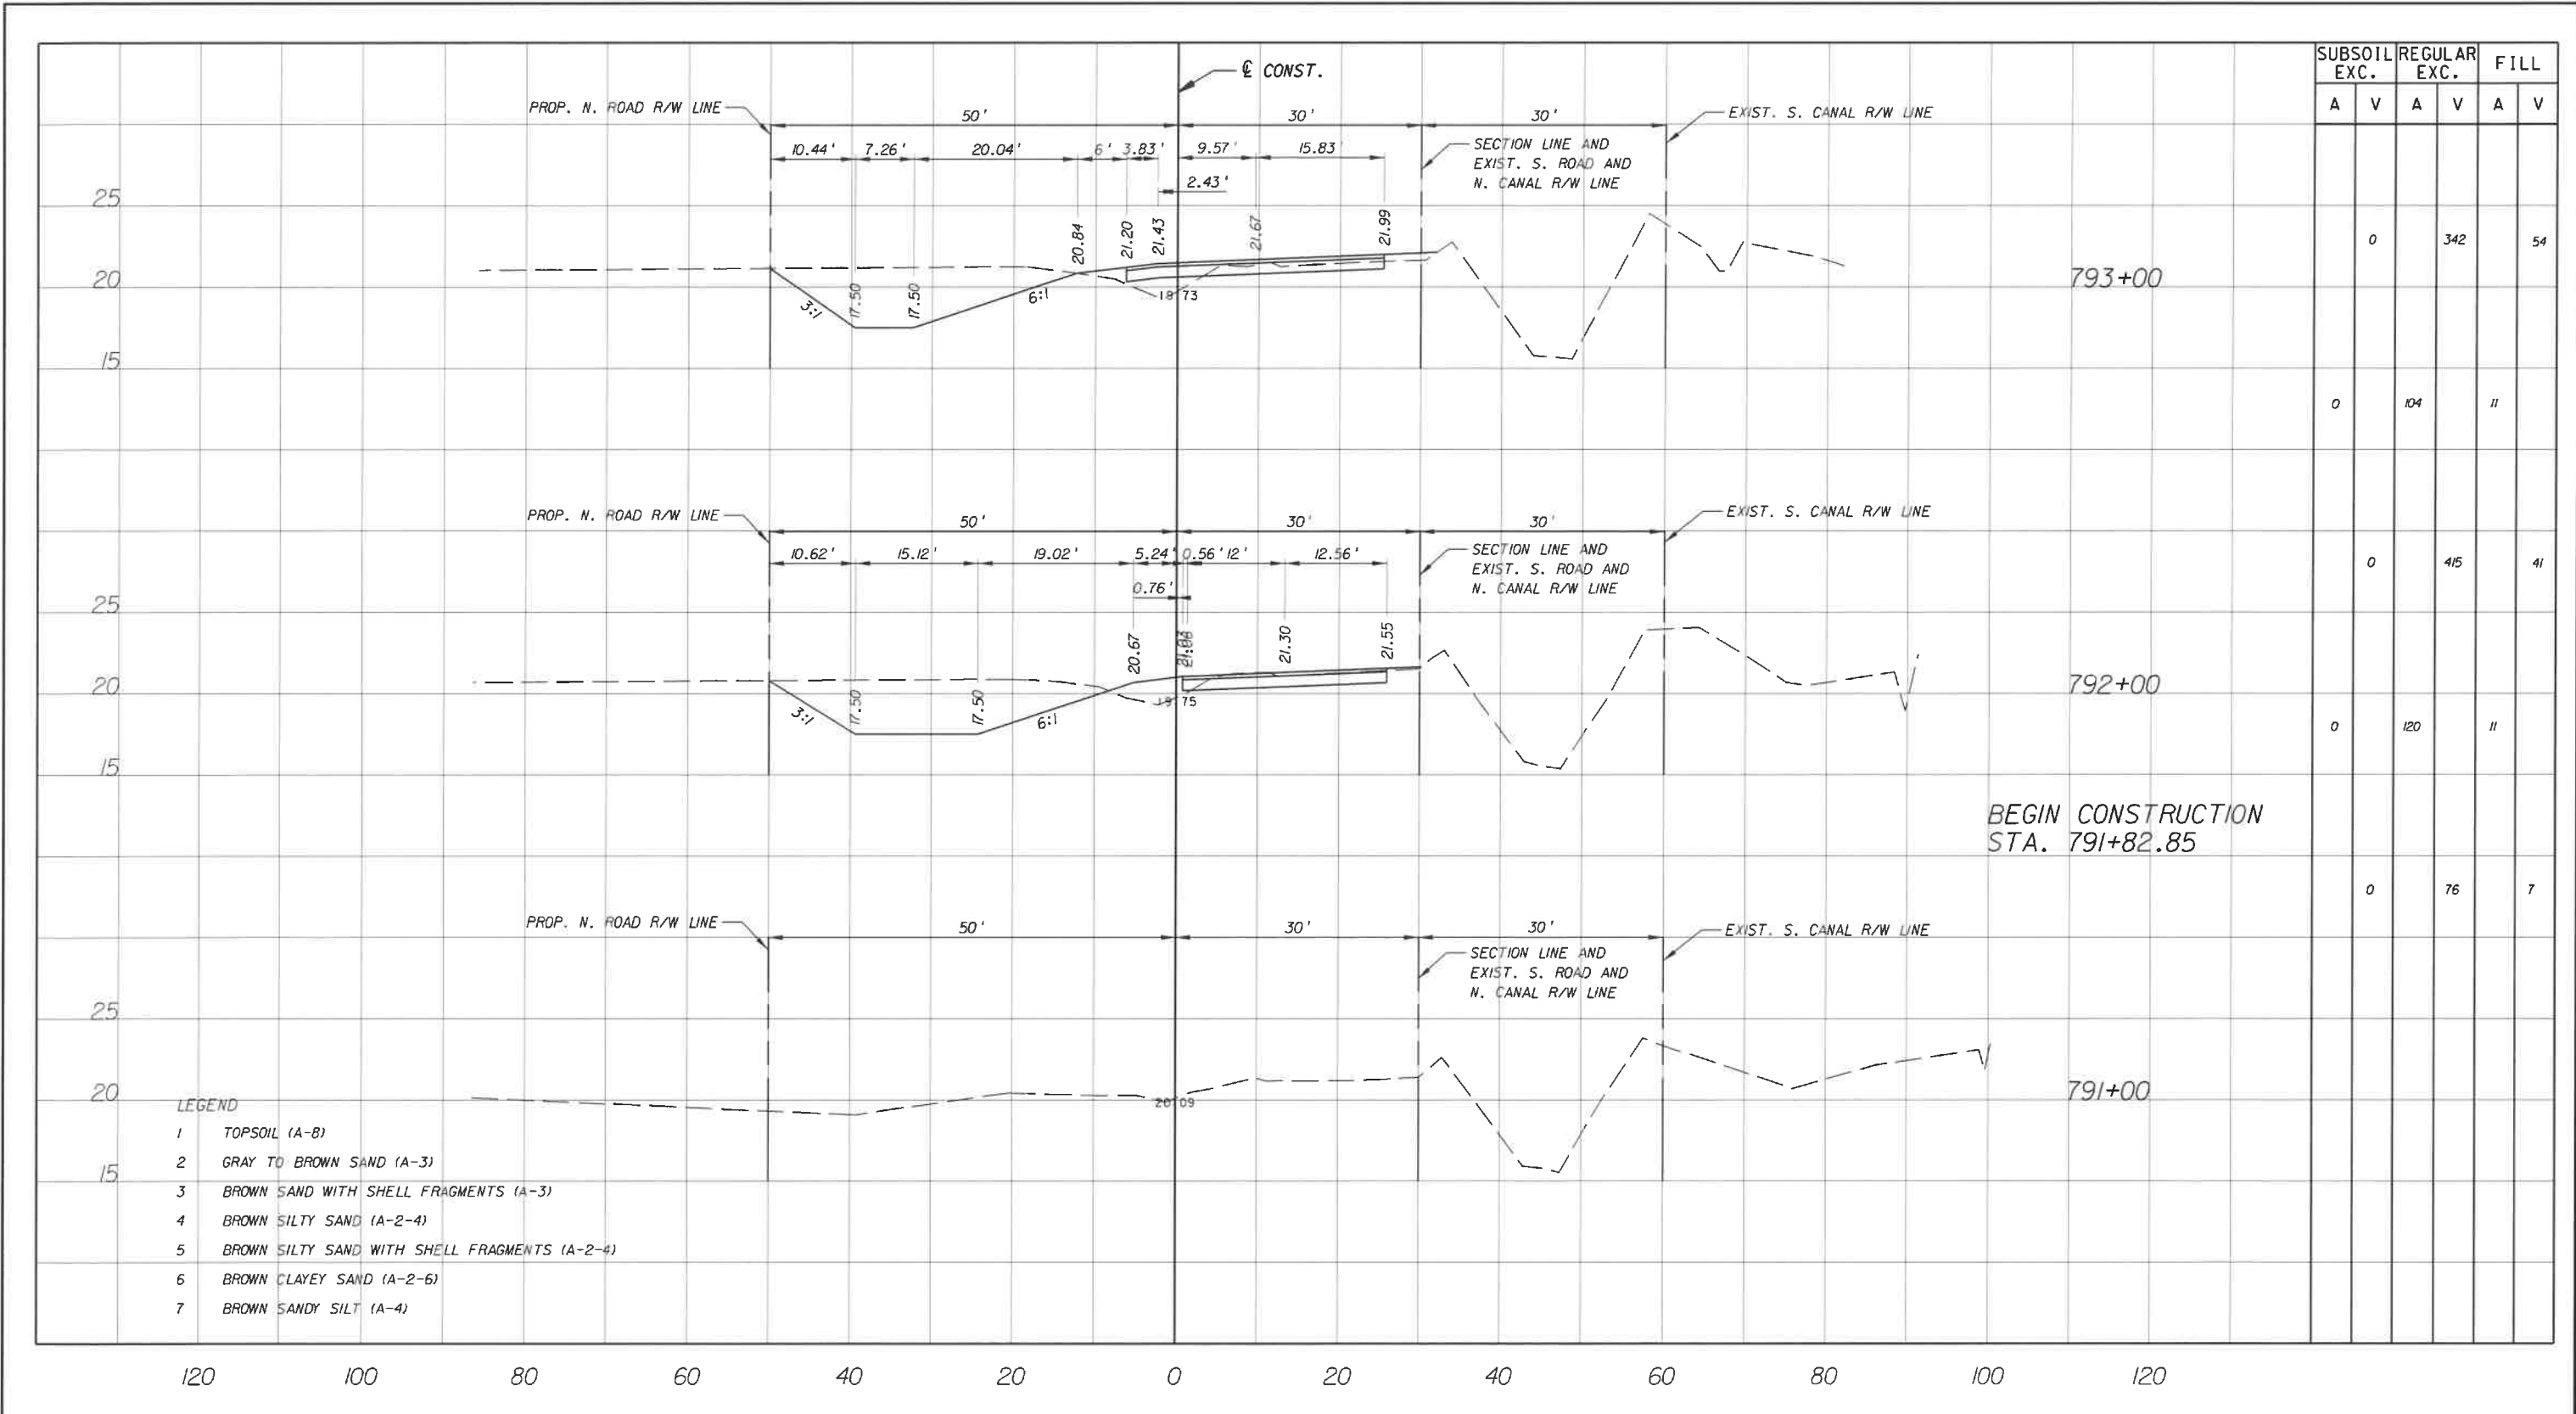 SUBSOIL EXC. REGULAR EXC. FILL
A V A V A V
℄ CONST.
PROP. N. ROAD R/W LINE
50' 30' 30'
EXIST. S. CANAL R/W LINE
10.44' 7.26' 20.04' 6' 3.83' 9.57' 15.83'
2.43'
SECTION LINE AND
EXIST. S. ROAD AND
N. CANAL R/W LINE
25
20.84 21.20 21.43 21.67 21.99
0 342 54
793+00
20
3:1 17.50 17.50 6:1 18.73
15
0 104 11
PROP. N. ROAD R/W LINE
50' 30' 30'
EXIST. S. CANAL R/W LINE
10.62' 15.12' 19.02' 5.24' 0.56' 12' 12.56'
0.76'
SECTION LINE AND
EXIST. S. ROAD AND
N. CANAL R/W LINE
0 415 41
25
20.67 21.30 21.55
792+00
20
3:1 17.50 17.50 6:1 75
15
0 120 11
BEGIN CONSTRUCTION
STA. 791+82.85
0 76 7
PROP. N. ROAD R/W LINE
50' 30' 30'
EXIST. S. CANAL R/W LINE
SECTION LINE AND
EXIST. S. ROAD AND
N. CANAL R/W LINE
25
20
20.09
791+00
15
LEGEND
1 TOPSOIL (A-8)
2 GRAY TO BROWN SAND (A-3)
3 BROWN SAND WITH SHELL FRAGMENTS (A-3)
4 BROWN SILTY SAND (A-2-4)
5 BROWN SILTY SAND WITH SHELL FRAGMENTS (A-2-4)
6 BROWN CLAYEY SAND (A-2-6)
7 BROWN SANDY SILT (A-4)
120 100 80 60 40 20 0 20 40 60 80 100 120